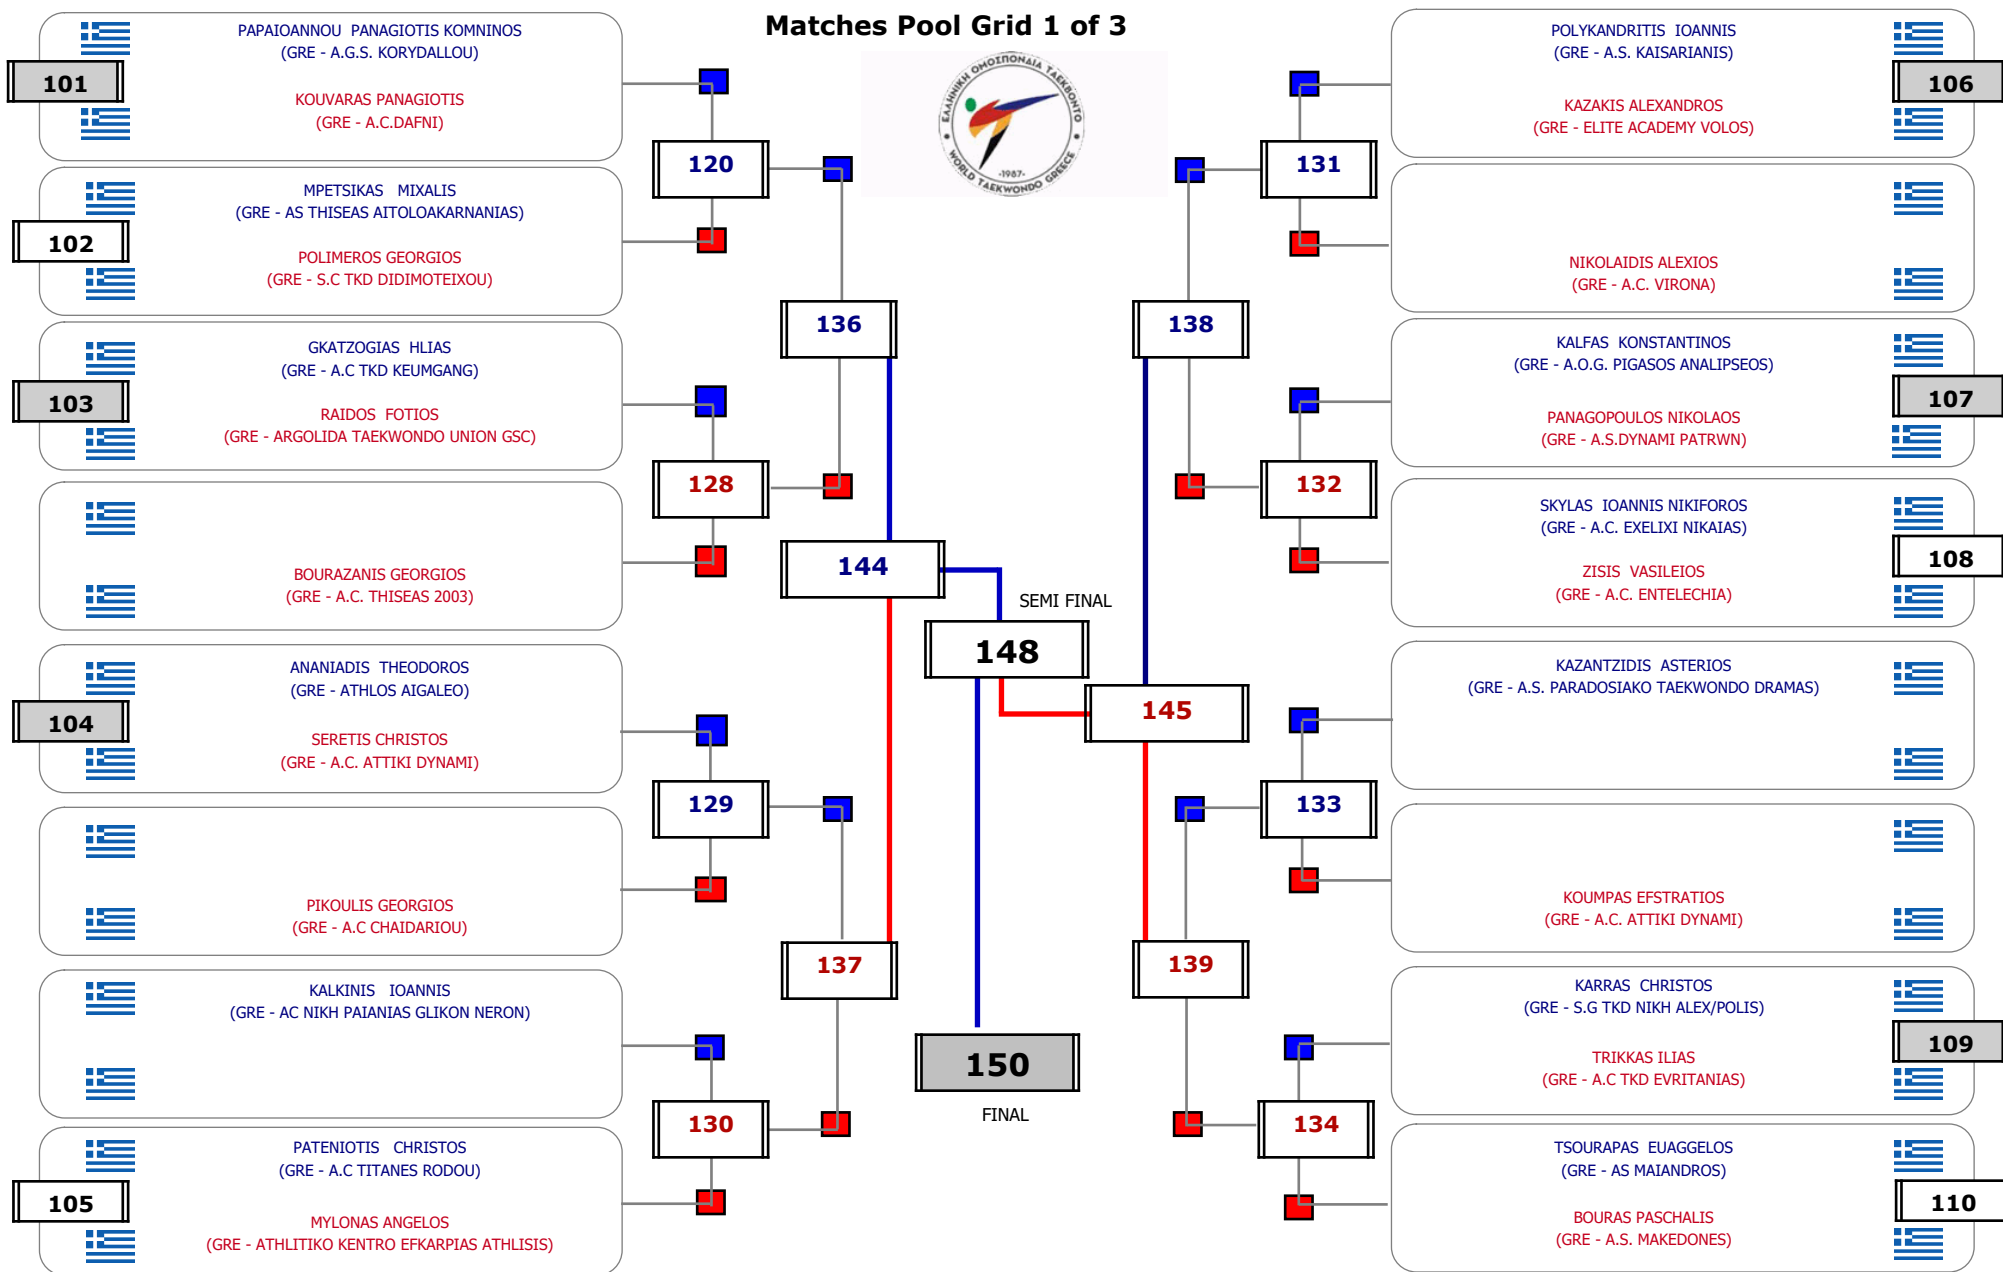 Matches Pool Grid 1 of 3
ΕΛΛΗΝΙΚΗ ΟΜΟΣΠΟΝΔΙΑ ΤΑΕΚΒΟΝΤΟ
-1987-
WORLD TAEKWONDO GREECE
PAPAIOANNOU PANAGIOTIS KOMNINOS
(GRE - A.G.S. KORYDALLOU)
101
KOUVARAS PANAGIOTIS
(GRE - A.C.DAFNI)
MPETSIKAS MIXALIS
(GRE - AS THISEAS AITOLOAKARNANIAS)
102
POLIMEROS GEORGIOS
(GRE - S.C TKD DIDIMOTEIXOU)
GKATZOGIAS HLIAS
(GRE - A.C TKD KEUMGANG)
103
RAIDOS FOTIOS
(GRE - ARGOLIDA TAEKWONDO UNION GSC)
BOURAZANIS GEORGIOS
(GRE - A.C. THISEAS 2003)
ANANIADIS THEODOROS
(GRE - ATHLOS AIGALEO)
104
SERETIS CHRISTOS
(GRE - A.C. ATTIKI DYNAMI)
PIKOULIS GEORGIOS
(GRE - A.C CHAIDARIOU)
KALKINIS IOANNIS
(GRE - AC NIKH PAIANIAS GLIKON NERON)
PATENIOTIS CHRISTOS
(GRE - A.C TITANES RODOU)
105
MYLONAS ANGELOS
(GRE - ATHLITIKO KENTRO EFKARPIAS ATHLISIS)
120
128
129
130
136
137
144
SEMI FINAL
148
145
150
FINAL
138
139
131
132
133
134
POLYKANDRITIS IOANNIS
(GRE - A.S. KAISARIANIS)
106
KAZAKIS ALEXANDROS
(GRE - ELITE ACADEMY VOLOS)
NIKOLAIDIS ALEXIOS
(GRE - A.C. VIRONA)
KALFAS KONSTANTINOS
(GRE - A.O.G. PIGASOS ANALIPSEOS)
107
PANAGOPOULOS NIKOLAOS
(GRE - A.S.DYNAMI PATRWN)
SKYLAS IOANNIS NIKIFOROS
(GRE - A.C. EXELIXI NIKAIAS)
108
ZISIS VASILEIOS
(GRE - A.C. ENTELECHIA)
KAZANTZIDIS ASTERIOS
(GRE - A.S. PARADOSIAKO TAEKWONDO DRAMAS)
KOUMPAS EFSTRATIOS
(GRE - A.C. ATTIKI DYNAMI)
KARRAS CHRISTOS
(GRE - S.G TKD NIKH ALEX/POLIS)
109
TRIKKAS ILIAS
(GRE - A.C TKD EVRITANIAS)
TSOURAPAS EUAGGELOS
(GRE - AS MAIANDROS)
110
BOURAS PASCHALIS
(GRE - A.S. MAKEDONES)